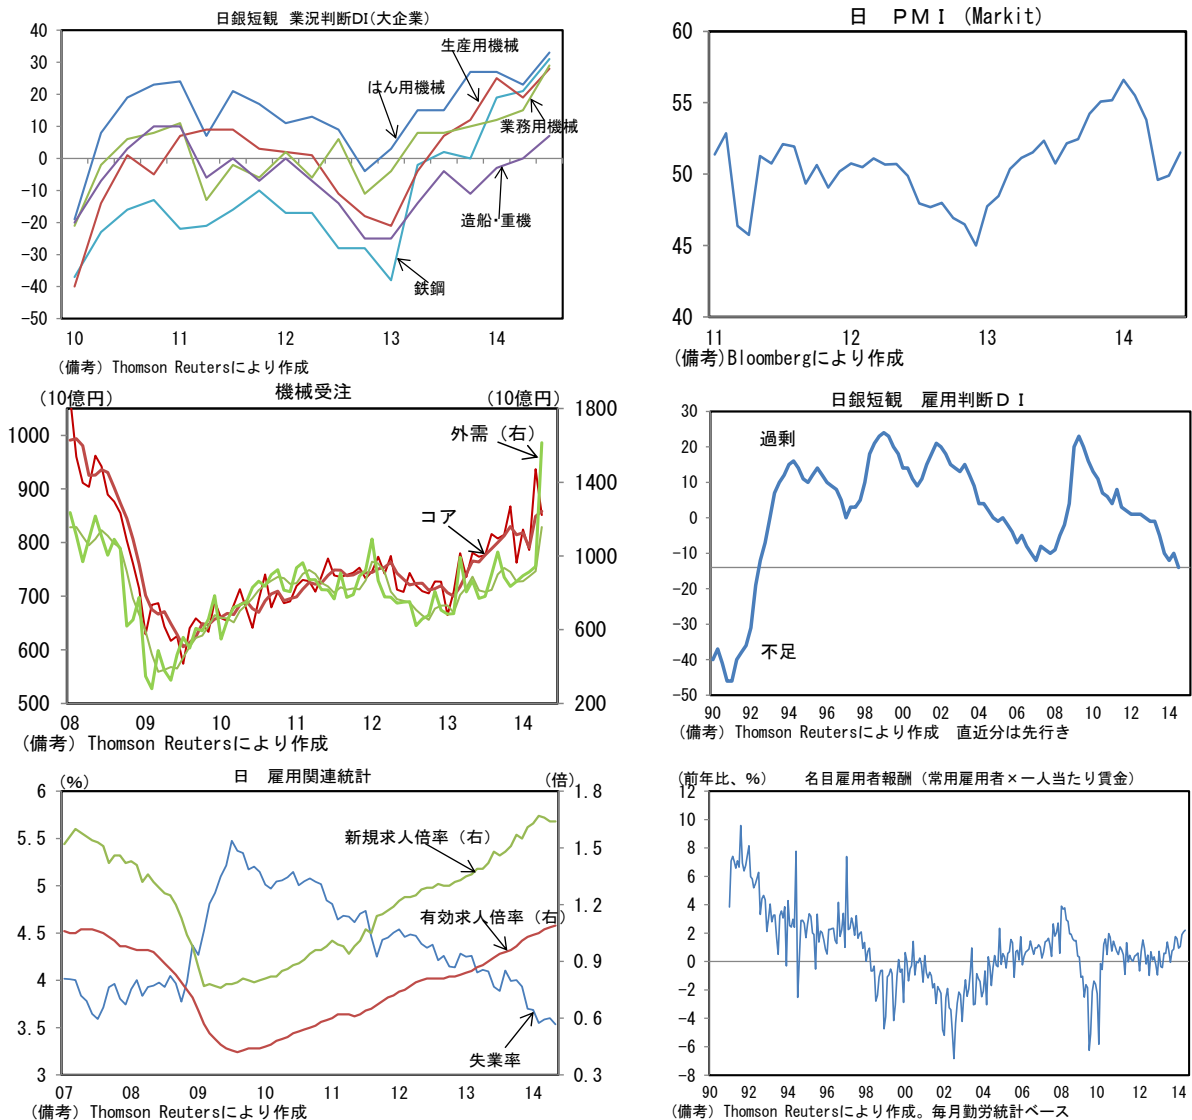 日銀短観 業況判断DI(大企業)
40
30
20
10
0
-10
-20
-30
-40
-50
10 11 12 13 14
生産用機械
はん用機械
業務用機械
造船・重機
鉄鋼
(備考) Thomson Reutersにより作成
日 PMI (Markit)
60
55
50
45
40
11 12 13 14
(備考)Bloombergにより作成
機械受注
(10億円) (10億円)
1000
900
800
700
600
500
1800
1400
1000
600
200
08 09 10 11 12 13 14
外需(右)
コア
(備考) Thomson Reutersにより作成
日銀短観 雇用判断DI
30
20
10
0
-10
-20
-30
-40
-50
90 92 94 96 98 00 02 04 06 08 10 12 14
過剰
不足
(備考) Thomson Reutersにより作成 直近分は先行き
日 雇用関連統計
(%) (倍)
6
5.5
5
4.5
4
3.5
3
1.8
1.5
1.2
0.9
0.6
0.3
07 08 09 10 11 12 13 14
新規求人倍率(右)
有効求人倍率(右)
失業率
(備考) Thomson Reutersにより作成
(前年比、%) 名目雇用者報酬(常用雇用者×一人当たり賃金)
12
10
8
6
4
2
0
-2
-4
-6
-8
90 92 94 96 98 00 02 04 06 08 10 12 14
(備考) Thomson Reutersにより作成。毎月勤労統計ベース